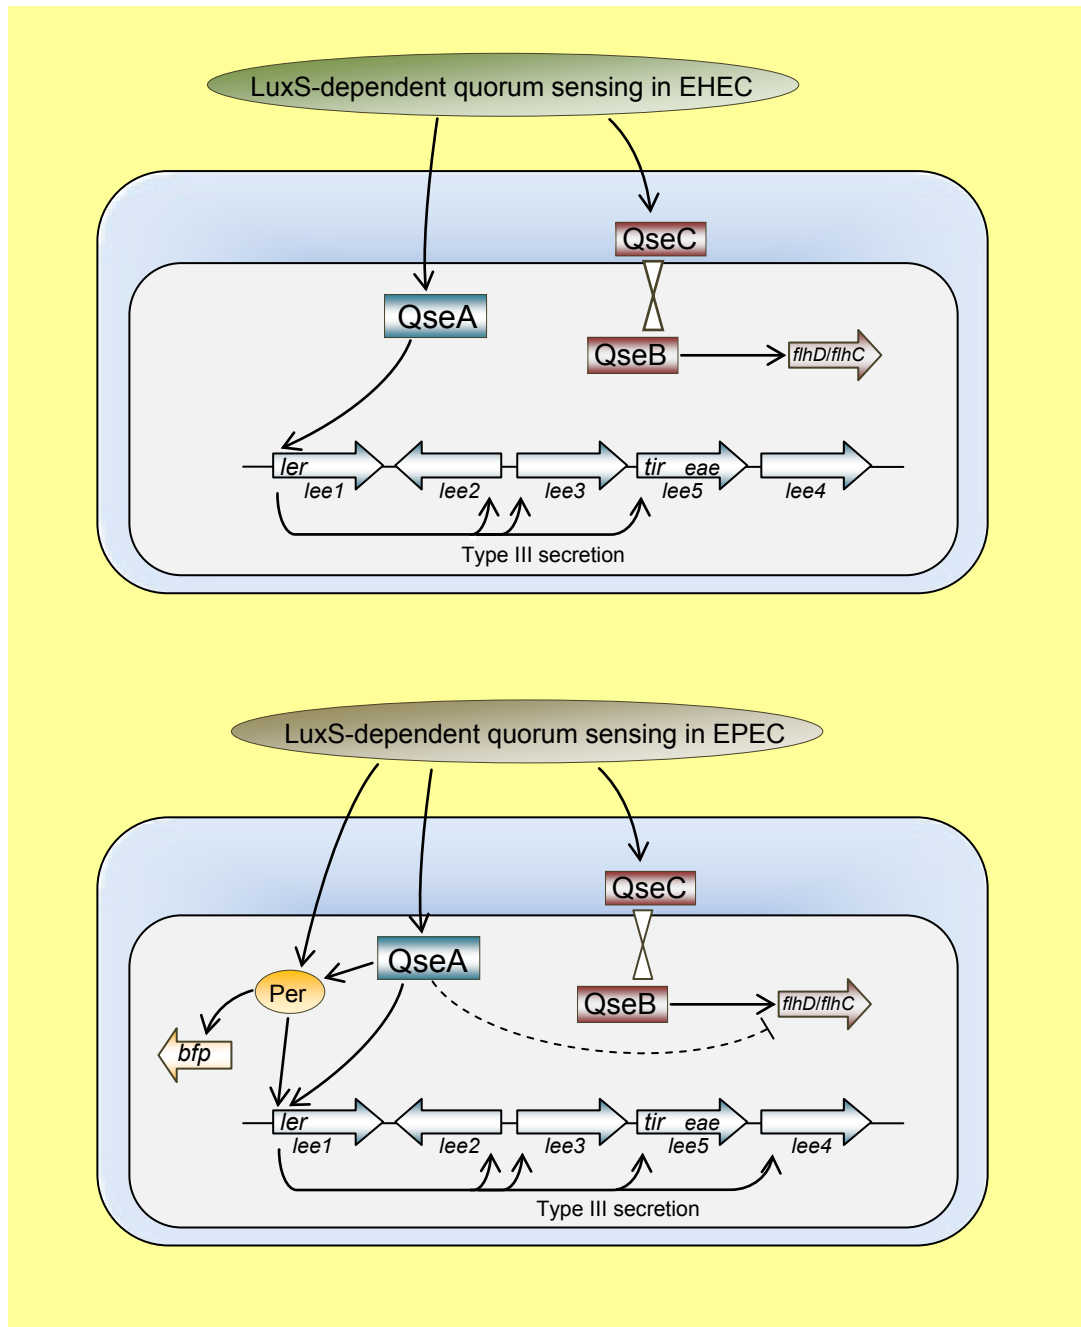 LuxS-dependent quorum sensing in EHEC
QseC
QseA
QseB
flhD/flhC
ler
tir eae
lee1
lee2
lee3
lee5
lee4
Type III secretion
LuxS-dependent quorum sensing in EPEC
QseC
QseA
Per
QseB
flhD/flhC
bfp
ler
tir eae
lee1
lee2
lee3
lee5
lee4
Type III secretion